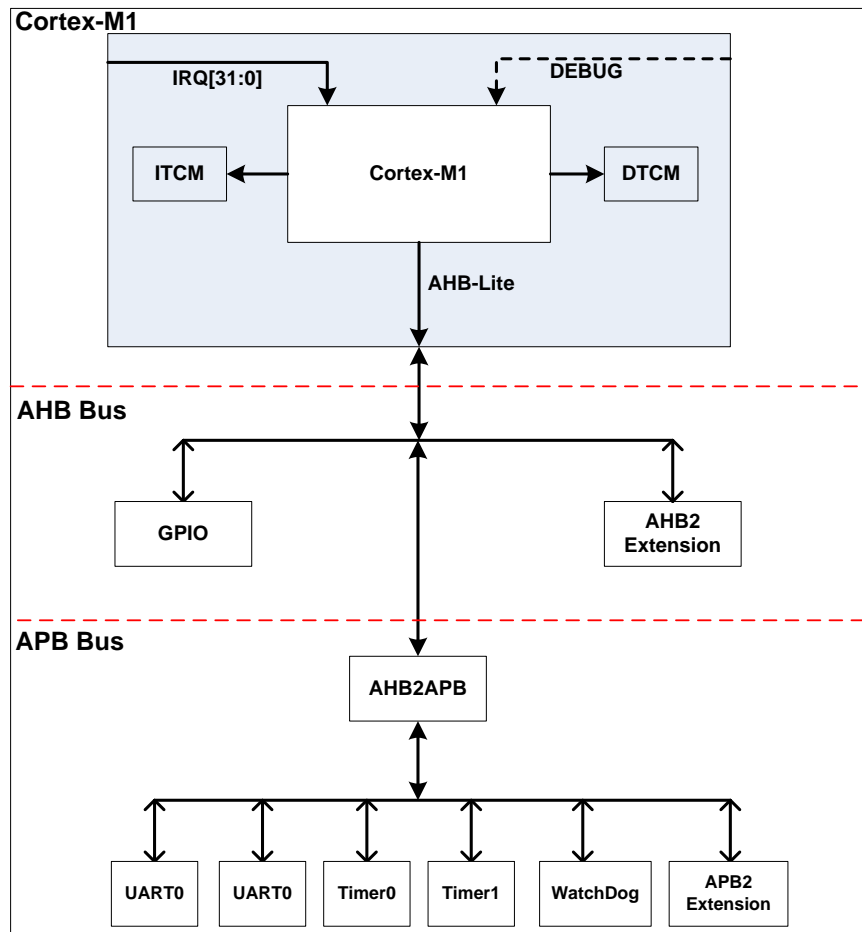 Cortex-M1
IRQ[31:0]
DEBUG
ITCM
Cortex-M1
DTCM
AHB-Lite
AHB Bus
GPIO
AHB2
Extension
APB Bus
AHB2APB
UART0
UART0
Timer0
Timer1
WatchDog
APB2
Extension